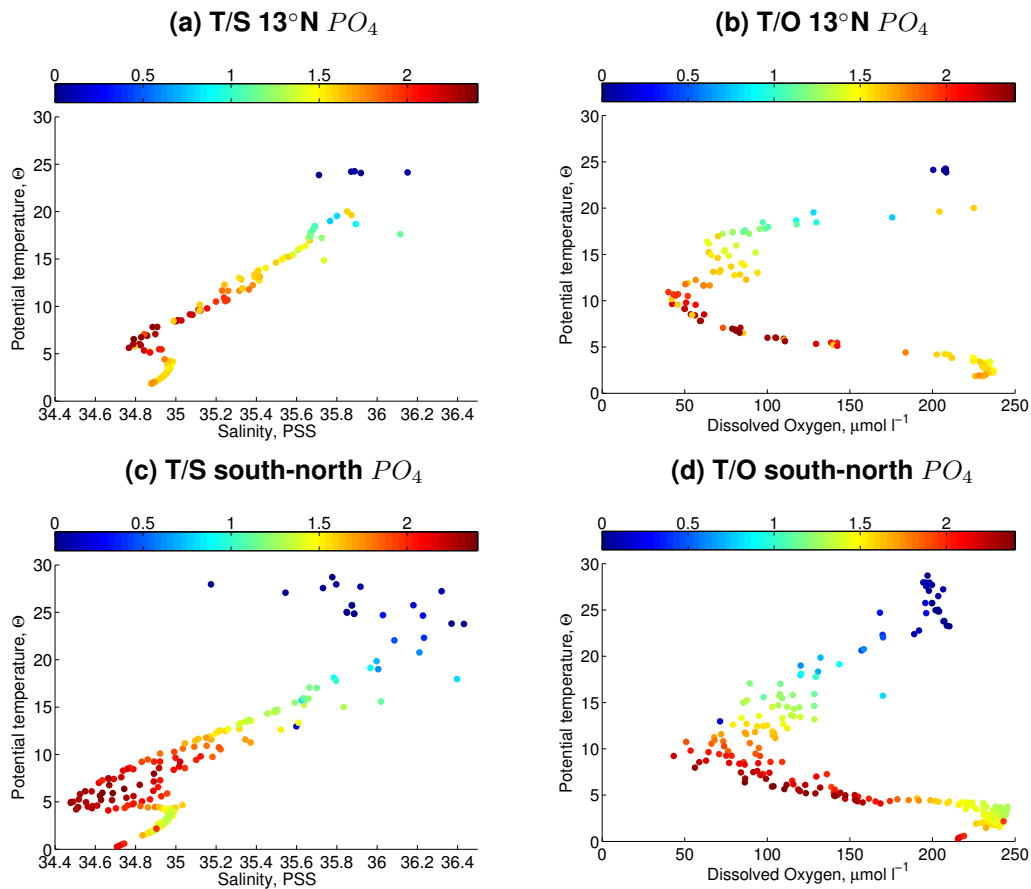 (a) T/S 13°N PO4
0 0.5 1 1.5 2
30
25
20
15
10
5
0
Potential temperature, Θ
34.4 34.6 34.8 35 35.2 35.4 35.6 35.8 36 36.2 36.4
Salinity, PSS
(b) T/O 13°N PO4
0 0.5 1 1.5 2
30
25
20
15
10
5
0
Potential temperature, Θ
0 50 100 150 200 250
Dissolved Oxygen, μmol l−1
(c) T/S south-north PO4
0 0.5 1 1.5 2
30
25
20
15
10
5
0
Potential temperature, Θ
34.4 34.6 34.8 35 35.2 35.4 35.6 35.8 36 36.2 36.4
Salinity, PSS
(d) T/O south-north PO4
0 0.5 1 1.5 2
30
25
20
15
10
5
0
Potential temperature, Θ
0 50 100 150 200 250
Dissolved Oxygen, μmol l−1